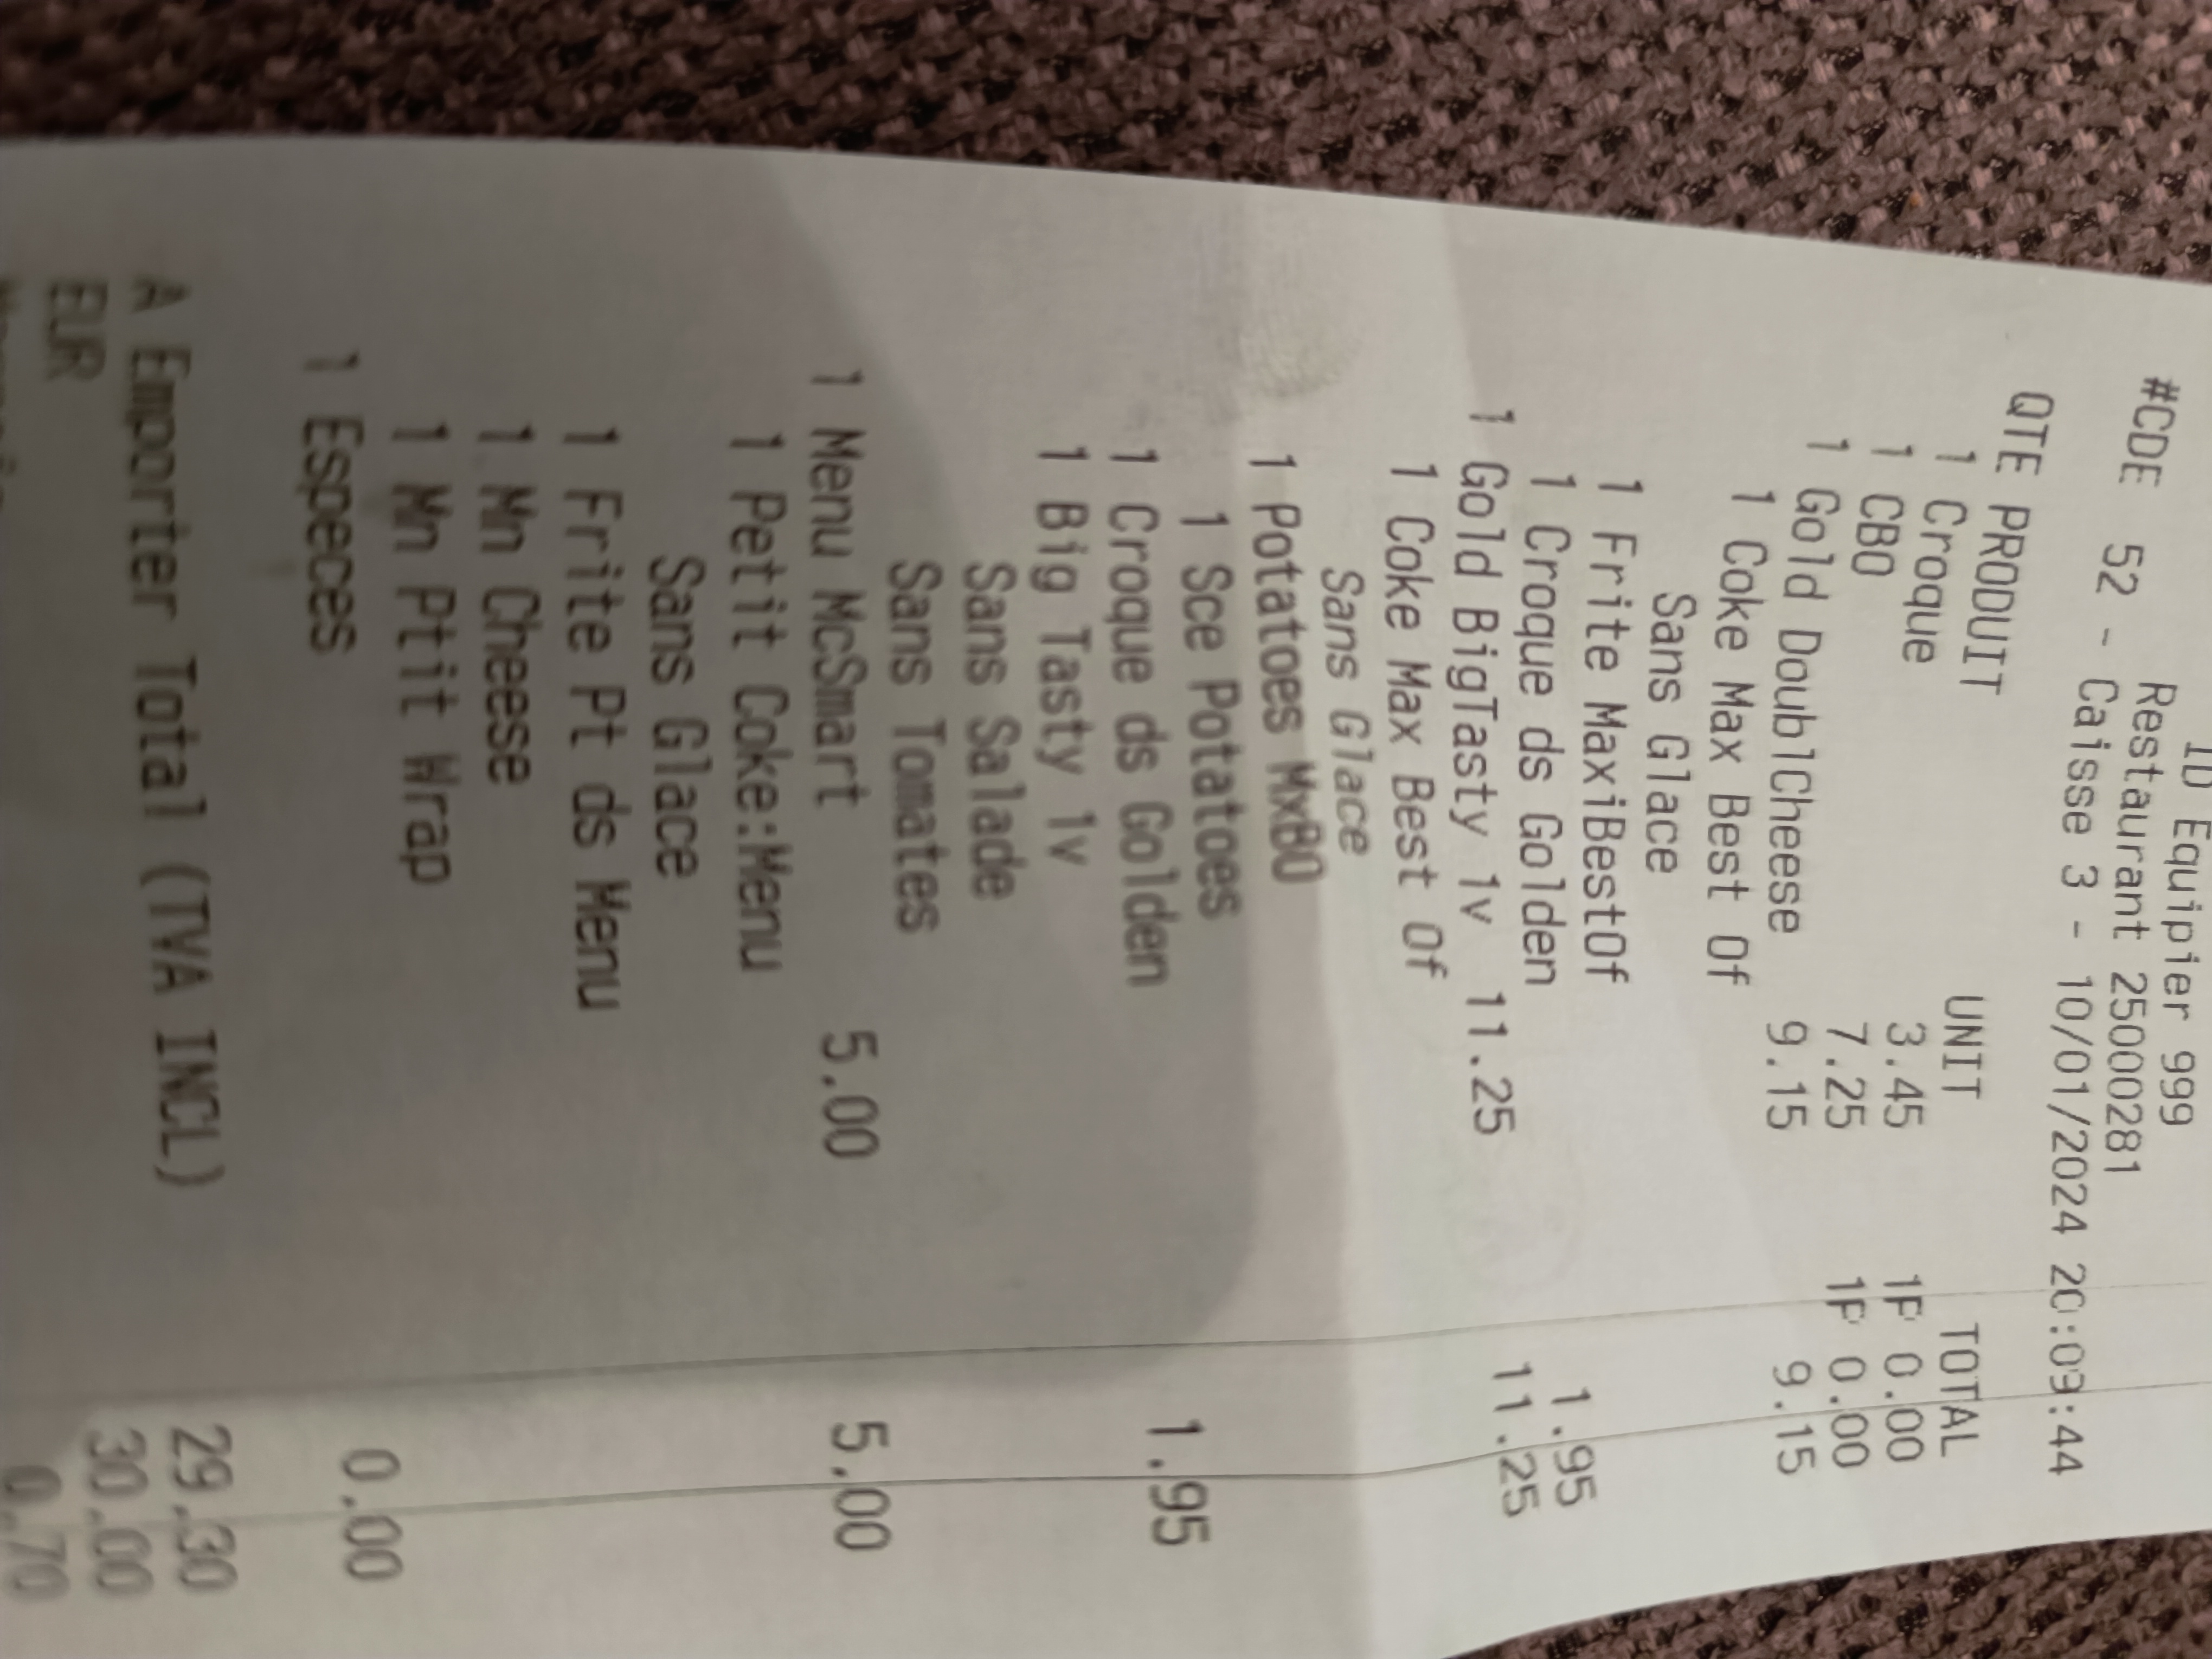 ID Equipier 999
Restaurant 25000281
#CDE 52 - Caisse 3 - 10/01/2024 20:09:44
QTE PRODUIT UNIT TOTAL
1 Croque 3.45 1P 0.00
1 CBO 7.25 1P 0.00
1 Gold DoublCheese 9.15 9.15
1 Coke Max Best Of
Sans Glace
1 Frite MaxiBestOf
1 Croque ds Golden 1.95
1 Gold BigTasty 1v 11.25 11.25
1 Coke Max Best Of
Sans Glace
1 Potatoes MxBO
1 Sce Potatoes
1 Croque ds Golden 1.95
1 Big Tasty 1v
Sans Salade
Sans Tomates
1 Menu McSmart 5.00 5.00
1 Petit Coke:Menu
Sans Glace
1 Frite Pt ds Menu
1 Mn Cheese
1 Mn Ptit Wrap
1 Especes 0.00
A Emporter Total (TVA INCL) 29.30
EUR 30.00
0.70